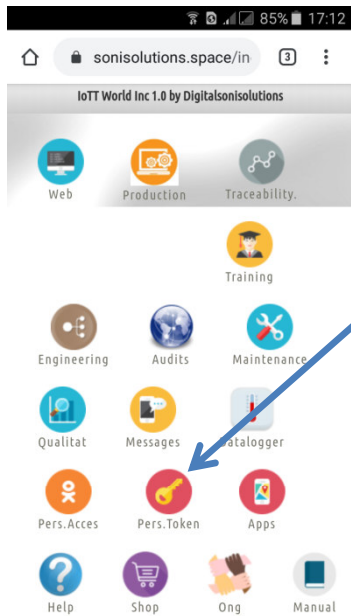 85% 17:12
sonisolutions.space/in 3
IoTT World Inc 1.0 by Digitalsonisolutions
Web Production Traceability.
Training
Engineering Audits Maintenance
Qualitat Messages Datalogger
Pers.Acces Pers.Token Apps
Help Shop Ong Manual